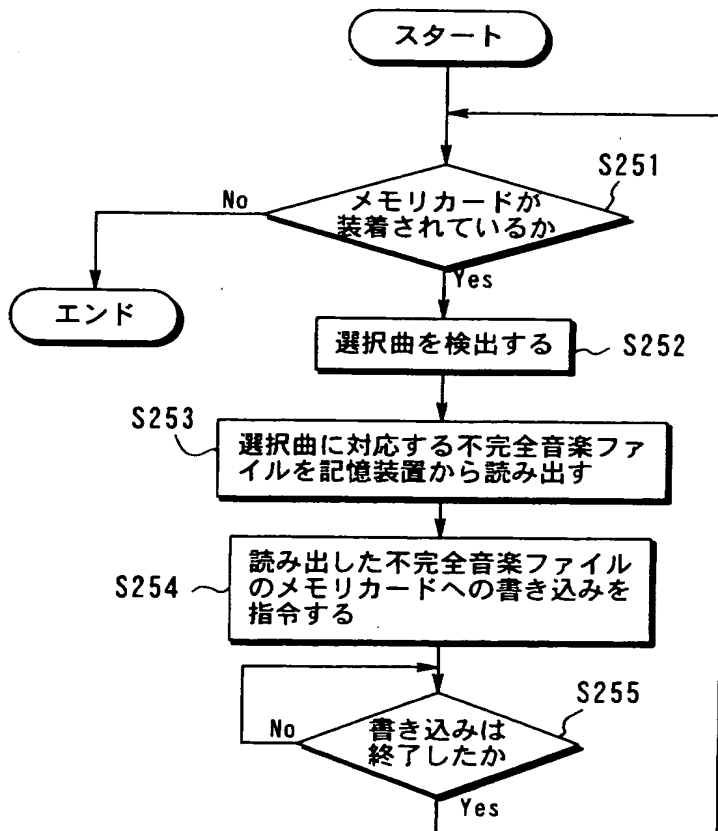 スタート
S251
メモリカードが
装着されているか
No
Yes
エンド
選択曲を検出する
S252
S253
選択曲に対応する不完全音楽ファ
イルを記憶装置から読み出す
S254
読み出した不完全音楽ファイル
のメモリカードへの書き込みを
指令する
S255
書き込みは
終了したか
No
Yes